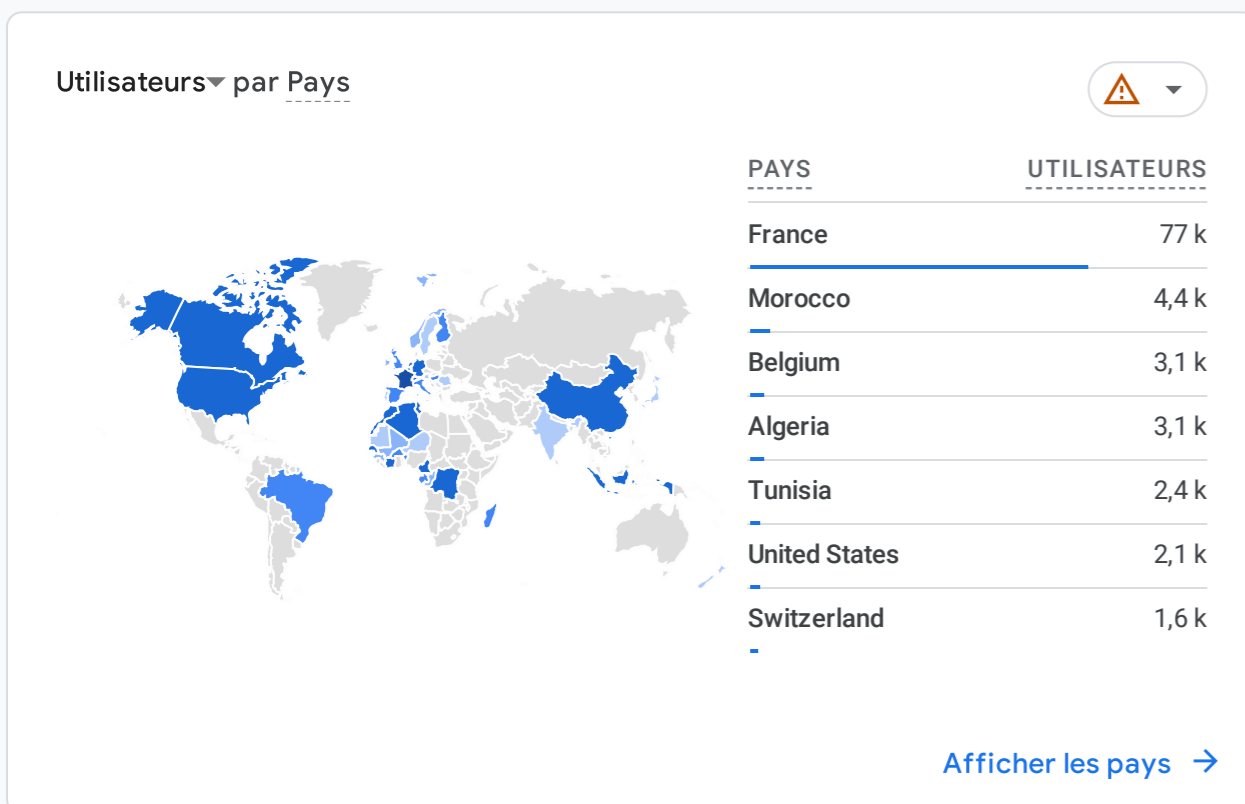 Utilisateurs par Pays
PAYS UTILISATEURS
France 77 k
Morocco 4,4 k
Belgium 3,1 k
Algeria 3,1 k
Tunisia 2,4 k
United States 2,1 k
Switzerland 1,6 k
Afficher les pays